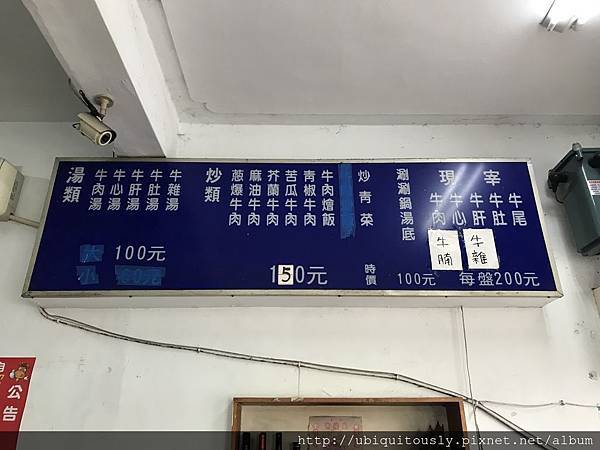 湯類
牛肉湯
牛心湯
牛肝湯
牛肚湯
牛雜湯
大 100元
小
炒類
蔥爆牛肉
麻油牛肉
芥蘭牛肉
苦瓜牛肉
青椒牛肉
牛肉燴飯
150元
炒青菜
時價
涮涮鍋湯底
100元
現宰
牛肉
牛心
牛肝
牛肚
牛尾
牛腩
牛雜
每盤200元
公告
http://ubiquitously.pixnet.net/album